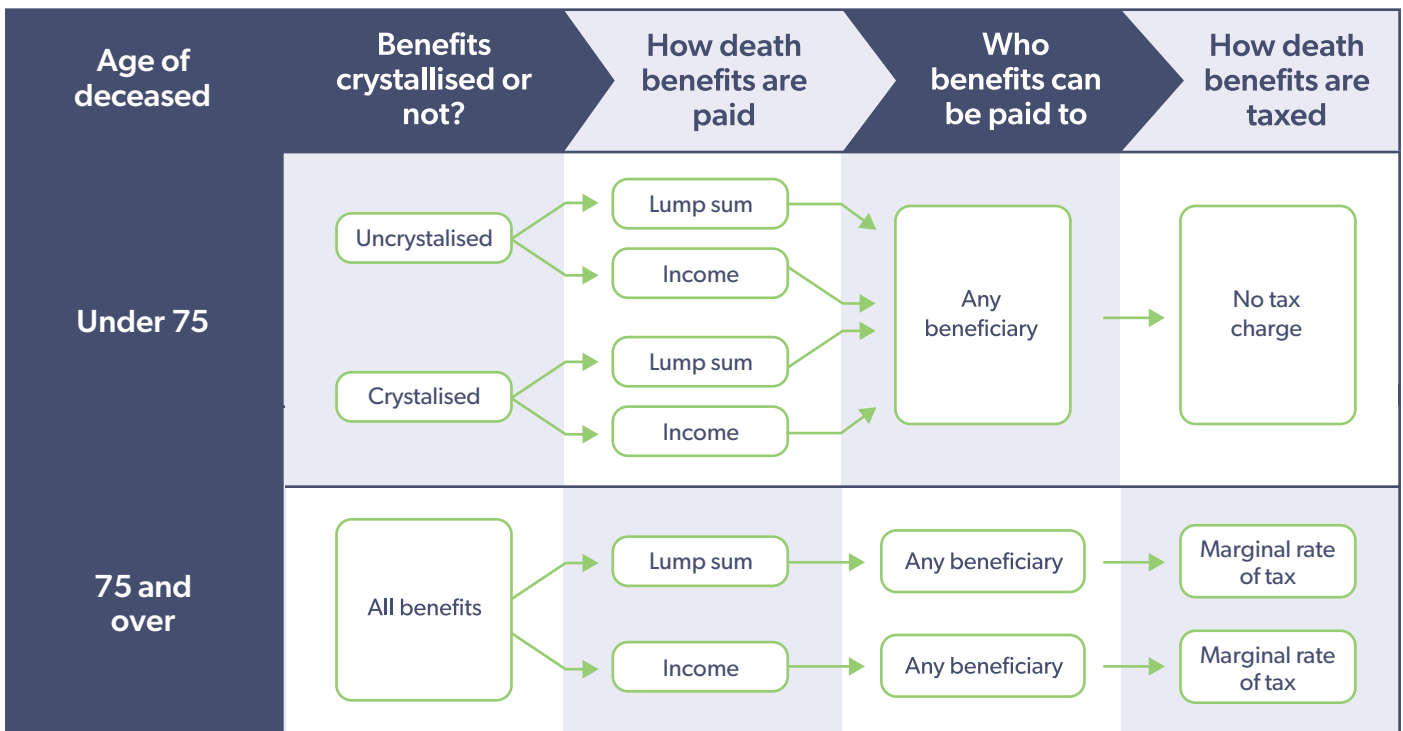 Age of
deceased
Benefits
crystallised or
not?
How death
benefits are
paid
Who
benefits can
be paid to
How death
benefits are
taxed
Under 75
Uncrystalised
Crystalised
Lump sum
Income
Lump sum
Income
Any
beneficiary
No tax
charge
75 and
over
All benefits
Lump sum
Any beneficiary
Marginal rate
of tax
Income
Any beneficiary
Marginal rate
of tax